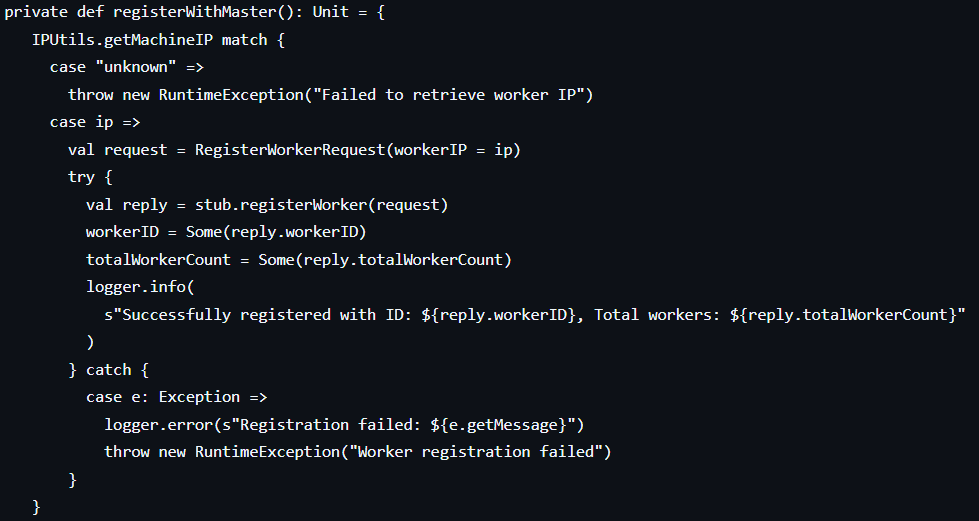 private def registerWithMaster(): Unit = {
   IPUtils.getMachineIP match {
     case "unknown" =>
       throw new RuntimeException("Failed to retrieve worker IP")
     case ip =>
       val request = RegisterWorkerRequest(workerIP = ip)
       try {
         val reply = stub.registerWorker(request)
         workerID = Some(reply.workerID)
         totalWorkerCount = Some(reply.totalWorkerCount)
         logger.info(
           s"Successfully registered with ID: ${reply.workerID}, Total workers: ${reply.totalWorkerCount}"
         )
       } catch {
         case e: Exception =>
           logger.error(s"Registration failed: ${e.getMessage}")
           throw new RuntimeException("Worker registration failed")
       }
   }